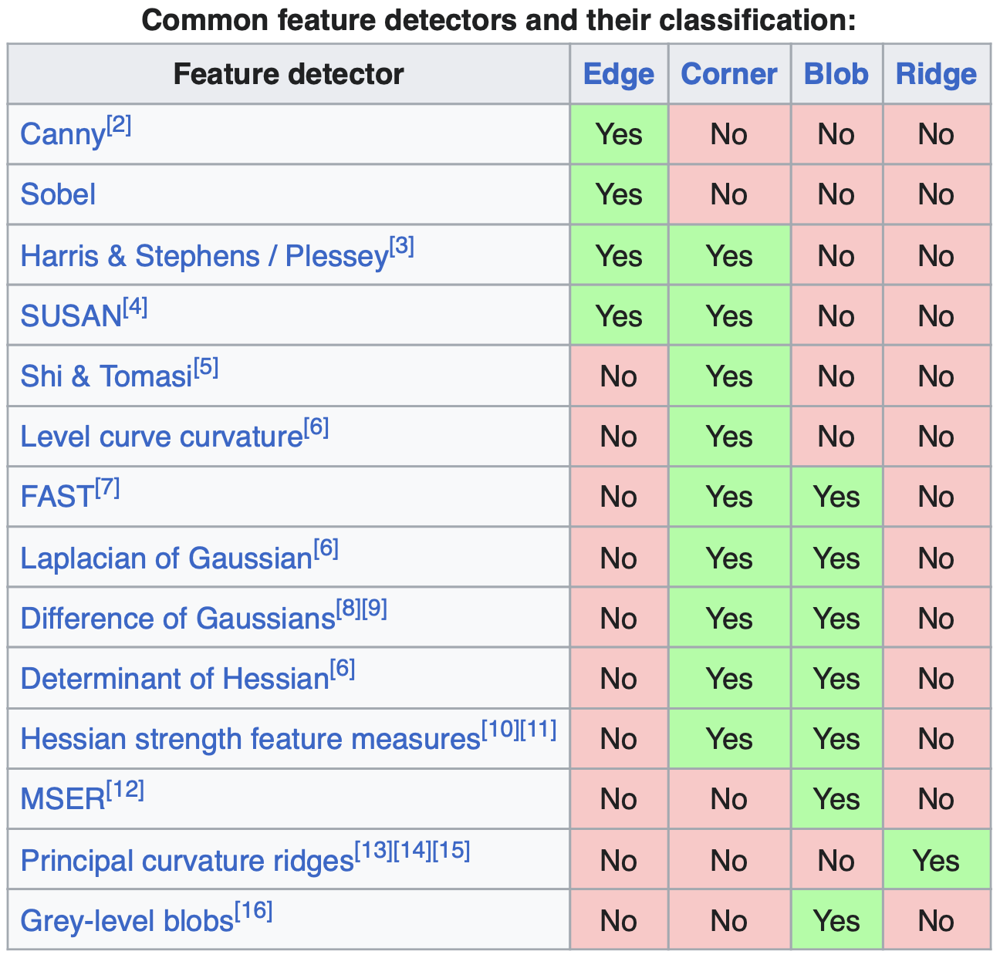 Common feature detectors and their classification:
Feature detector Edge Corner Blob Ridge
Canny[2] Yes No No No
Sobel Yes No No No
Harris & Stephens / Plessey[3] Yes Yes No No
SUSAN[4] Yes Yes No No
Shi & Tomasi[5] No Yes No No
Level curve curvature[6] No Yes No No
FAST[7] No Yes Yes No
Laplacian of Gaussian[6] No Yes Yes No
Difference of Gaussians[8][9] No Yes Yes No
Determinant of Hessian[6] No Yes Yes No
Hessian strength feature measures[10][11] No Yes Yes No
MSER[12] No No Yes No
Principal curvature ridges[13][14][15] No No No Yes
Grey-level blobs[16] No No Yes No